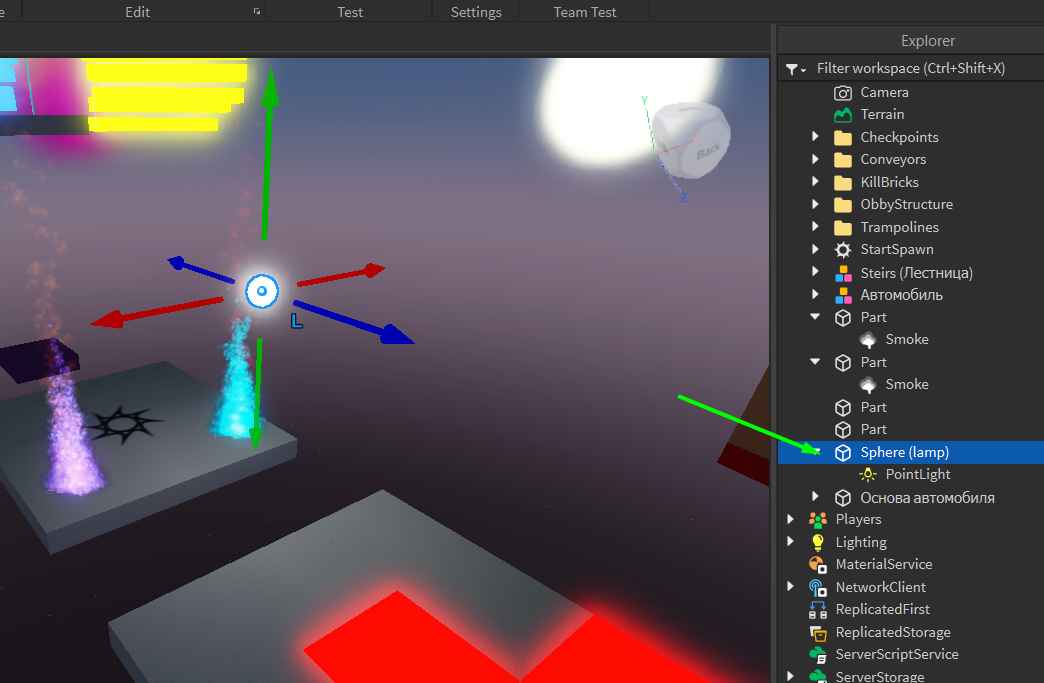 Edit
Test
Settings
Team Test
Explorer
Filter workspace (Ctrl+Shift+X)
Camera
Terrain
Checkpoints
Conveyors
KillBricks
ObbyStructure
Trampolines
StartSpawn
Steirs (Лестница)
Автомобиль
Part
Smoke
Part
Smoke
Part
Part
Sphere (lamp)
PointLight
Основа автомобиля
Players
Lighting
MaterialService
NetworkClient
ReplicatedFirst
ReplicatedStorage
ServerScriptService
ServerStorage
Y
Back
Z
L